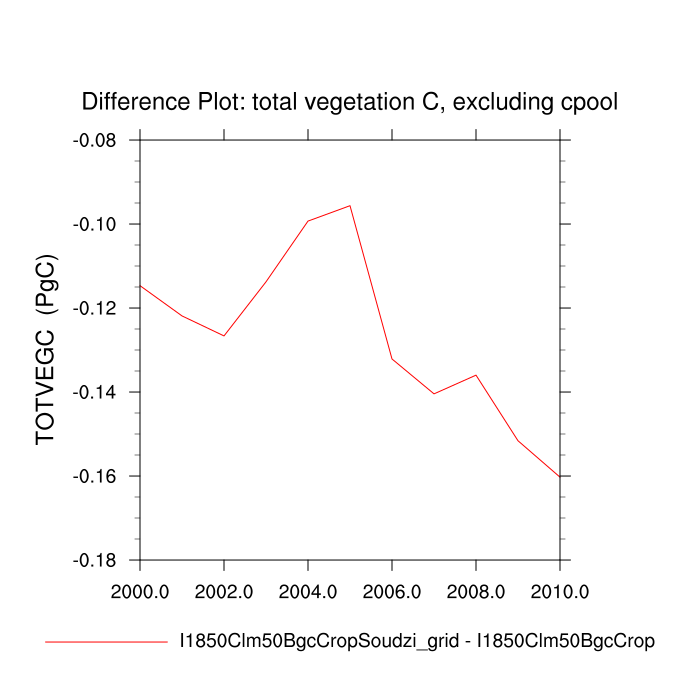 Difference Plot: total vegetation C, excluding cpool
TOTVEGC (PgC)
-0.08
-0.10
-0.12
-0.14
-0.16
-0.18
2000.0 2002.0 2004.0 2006.0 2008.0 2010.0
I1850Clm50BgcCropSoudzi_grid - I1850Clm50BgcCrop